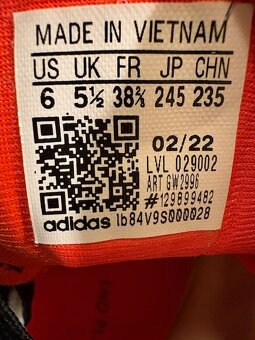 MADE IN VIETNAM
US UK FR JP CHN
6 5½ 38⅔ 245 235
02/22
LVL 029002
ART GW2996
#129899482
adidas 1b84V9S000028